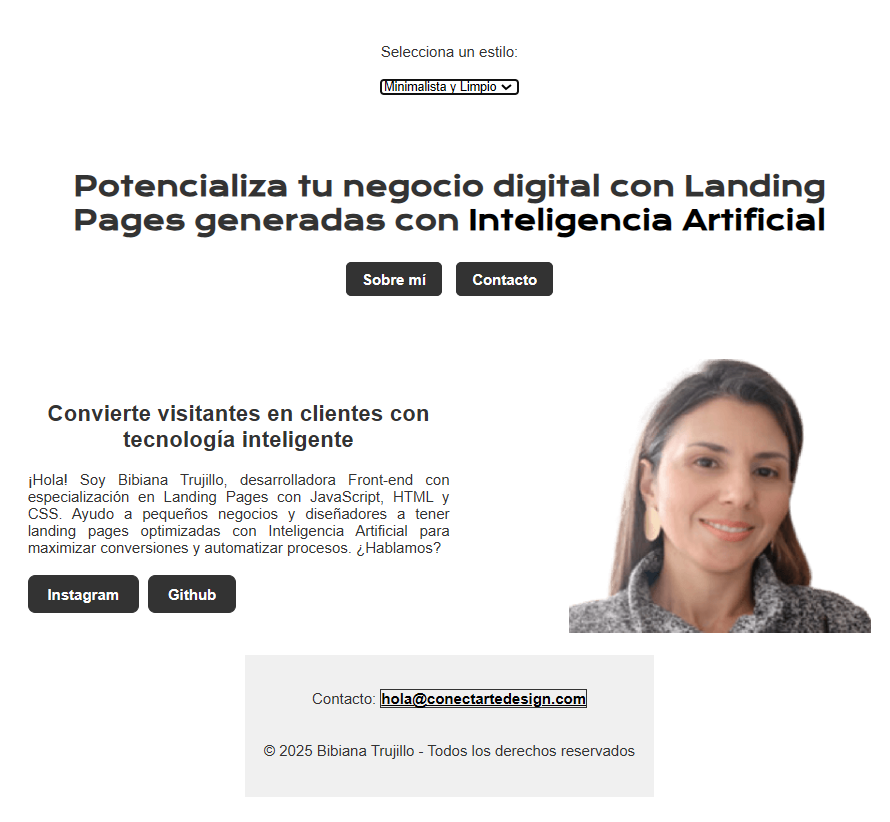 Selecciona un estilo:
Minimalista y Limpio
Potencializa tu negocio digital con Landing
Pages generadas con Inteligencia Artificial
Sobre mí
Contacto
Convierte visitantes en clientes con
tecnología inteligente
¡Hola! Soy Bibiana Trujillo, desarrolladora Front-end con
especialización en Landing Pages con JavaScript, HTML y
CSS. Ayudo a pequeños negocios y diseñadores a tener
landing pages optimizadas con Inteligencia Artificial para
maximizar conversiones y automatizar procesos. ¿Hablamos?
Instagram
Github
Contacto: hola@conectartedesign.com
© 2025 Bibiana Trujillo - Todos los derechos reservados